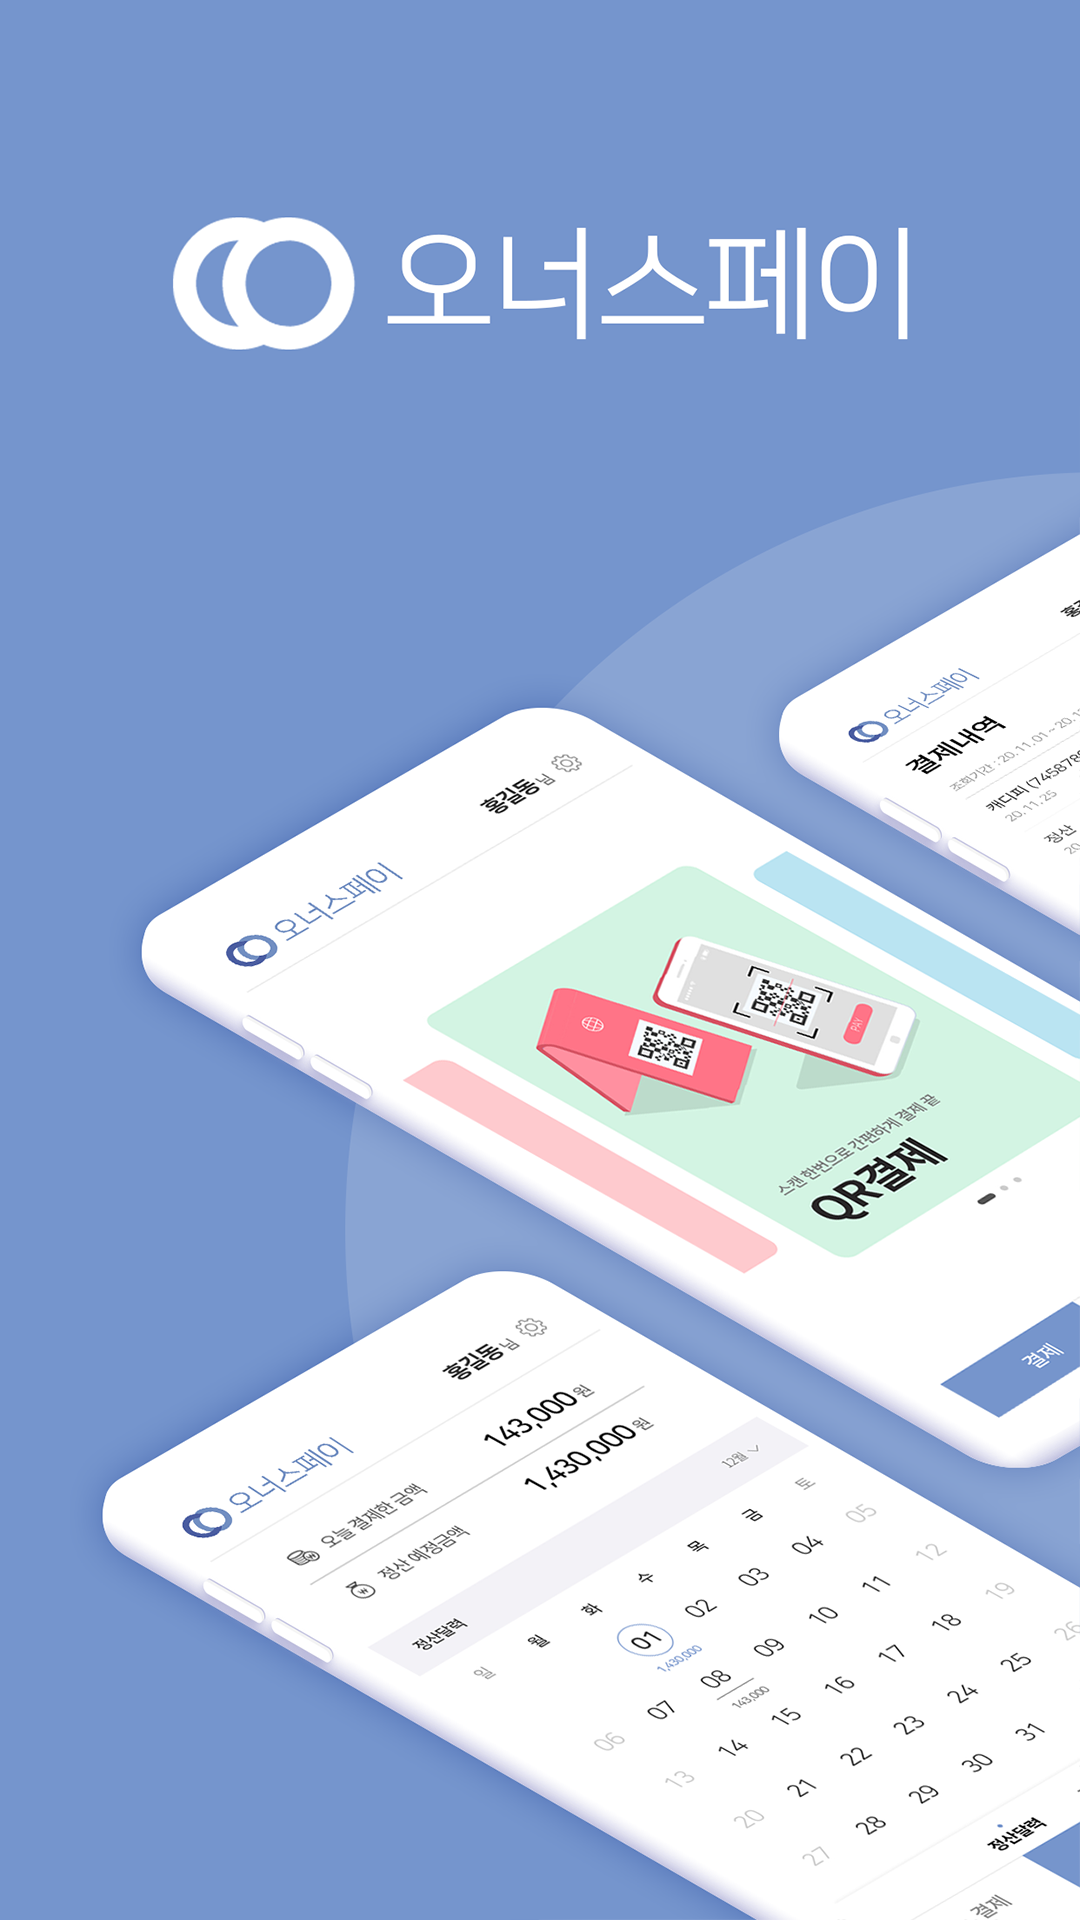 오너스페이
홍길동님
오너스페이
PAY
스캔 한번으로 간편하게 결제 끝
QR결제
결제
오너스페이
결제내역
조회기간 : 20.11.01 ~ 20.1
캐디피 (745878
20.11.25
정산
20
홍길동님
오너스페이
오늘 결제한 금액 143,000원
정산 예정금액 1,430,000원
정산달력 12월
일 월 화 수 목 금 토
01 02 03 04 05
1,430,000
06 07 08 09 10 11 12
143,000
13 14 15 16 17 18 19
20 21 22 23 24 25 26
27 28 29 30 31
정산달력
결제